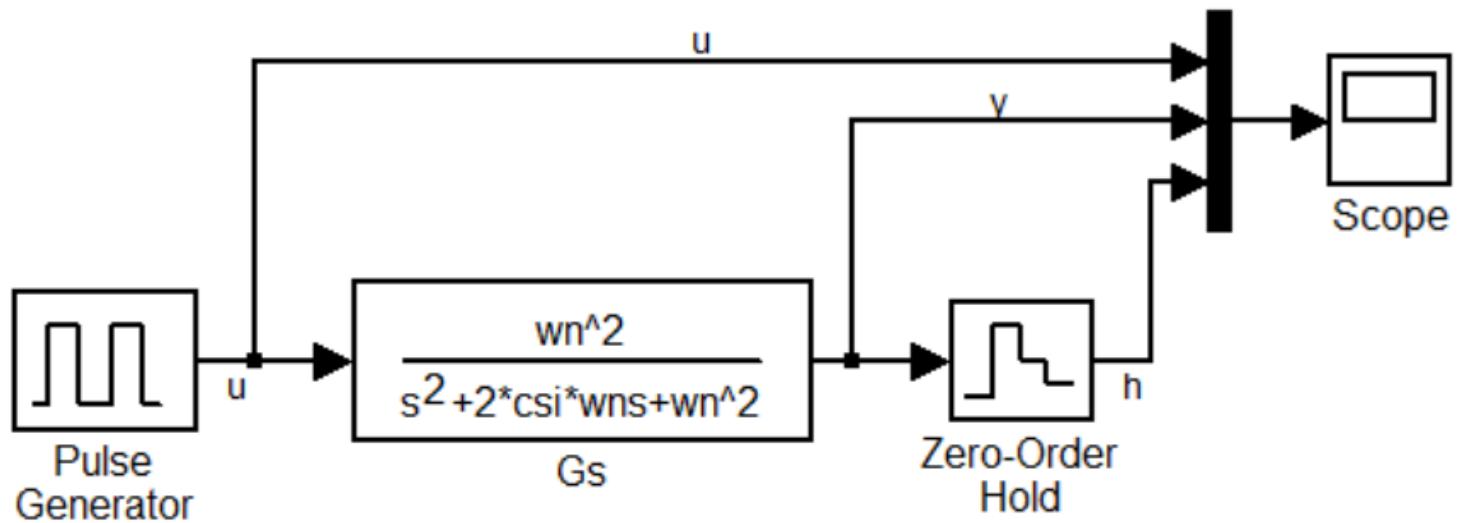 u
y
Scope
wn^2
s2+2*csi*wns+wn^2
u
h
Pulse
Generator
Gs
Zero-Order
Hold